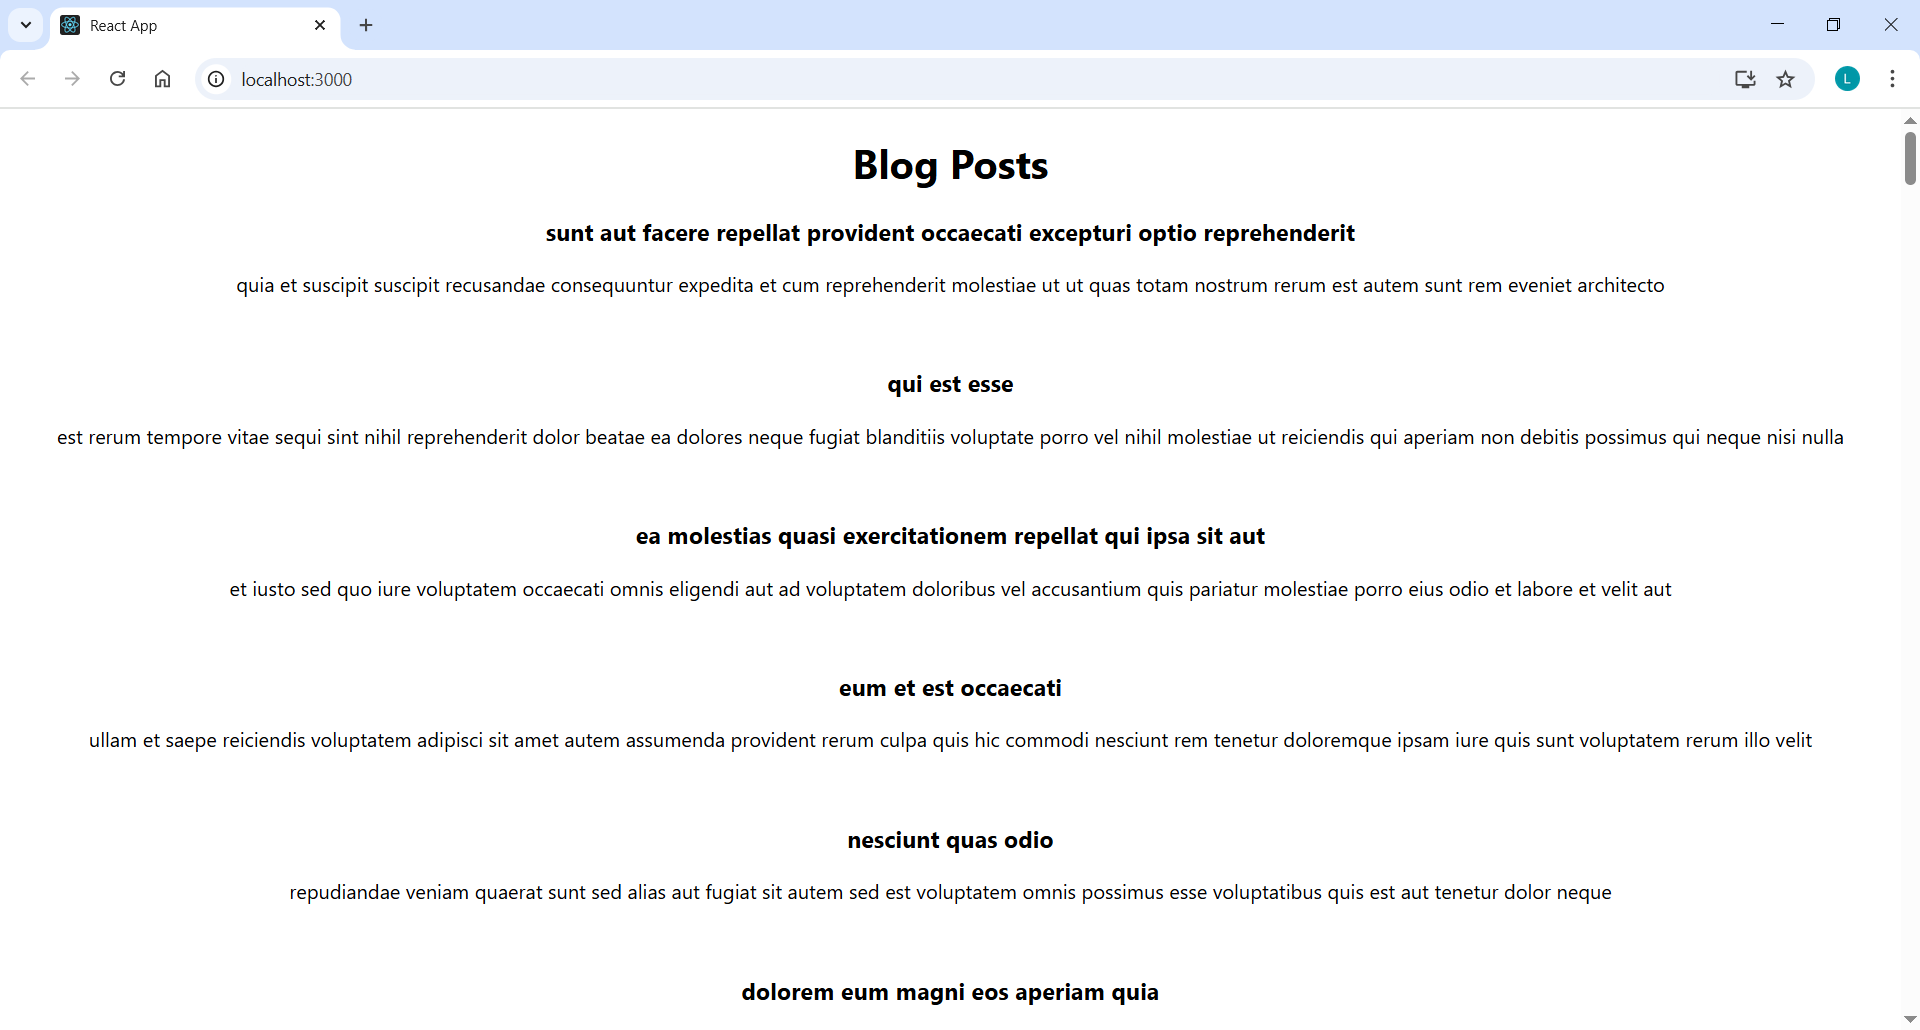 React App
localhost:3000
L
Blog Posts
sunt aut facere repellat provident occaecati excepturi optio reprehenderit
quia et suscipit suscipit recusandae consequuntur expedita et cum reprehenderit molestiae ut ut quas totam nostrum rerum est autem sunt rem eveniet architecto
qui est esse
est rerum tempore vitae sequi sint nihil reprehenderit dolor beatae ea dolores neque fugiat blanditiis voluptate porro vel nihil molestiae ut reiciendis qui aperiam non debitis possimus qui neque nisi nulla
ea molestias quasi exercitationem repellat qui ipsa sit aut
et iusto sed quo iure voluptatem occaecati omnis eligendi aut ad voluptatem doloribus vel accusantium quis pariatur molestiae porro eius odio et labore et velit aut
eum et est occaecati
ullam et saepe reiciendis voluptatem adipisci sit amet autem assumenda provident rerum culpa quis hic commodi nesciunt rem tenetur doloremque ipsam iure quis sunt voluptatem rerum illo velit
nesciunt quas odio
repudiandae veniam quaerat sunt sed alias aut fugiat sit autem sed est voluptatem omnis possimus esse voluptatibus quis est aut tenetur dolor neque
dolorem eum magni eos aperiam quia